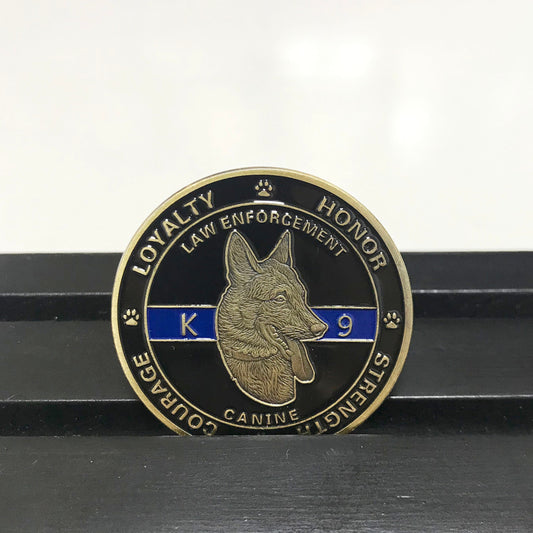 LOYALTY
HONOR
LAW ENFORCEMENT
K 9
CANINE
COURAGE
STRENGTH